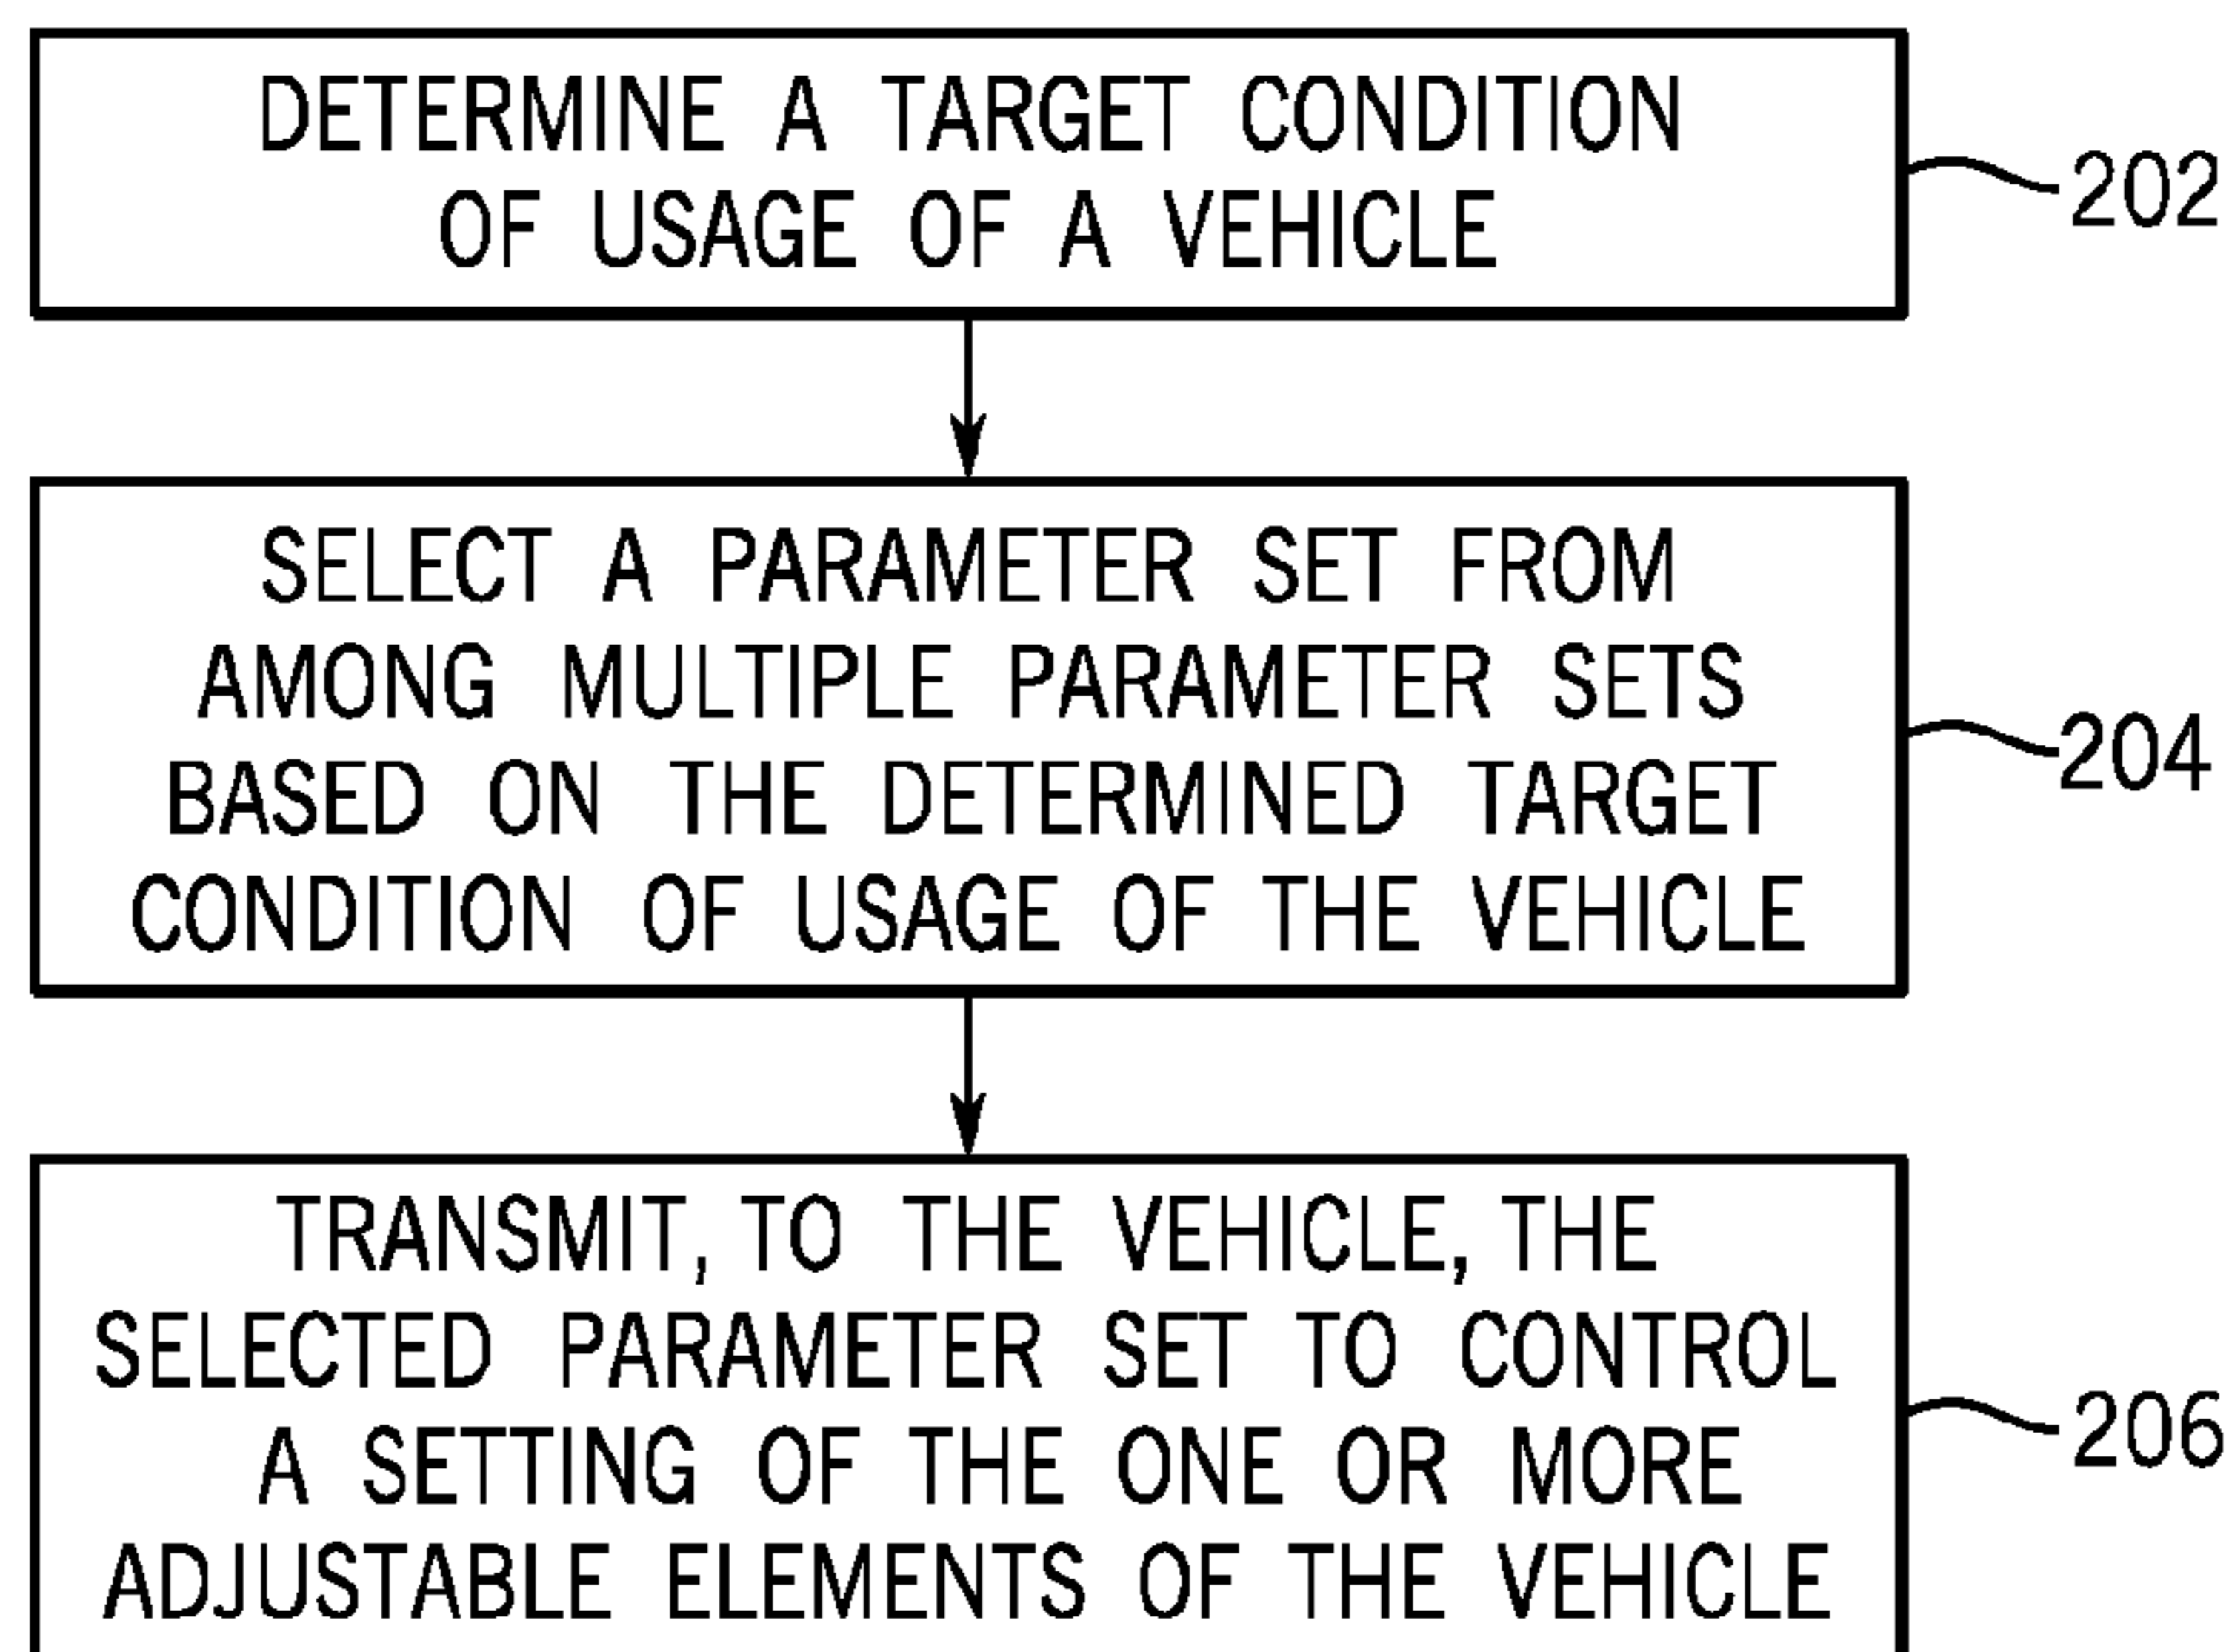 DETERMINE A TARGET CONDITION
OF USAGE OF A VEHICLE
202
SELECT A PARAMETER SET FROM
AMONG MULTIPLE PARAMETER SETS
BASED ON THE DETERMINED TARGET
CONDITION OF USAGE OF THE VEHICLE
204
TRANSMIT, TO THE VEHICLE, THE
SELECTED PARAMETER SET TO CONTROL
A SETTING OF THE ONE OR MORE
ADJUSTABLE ELEMENTS OF THE VEHICLE
206